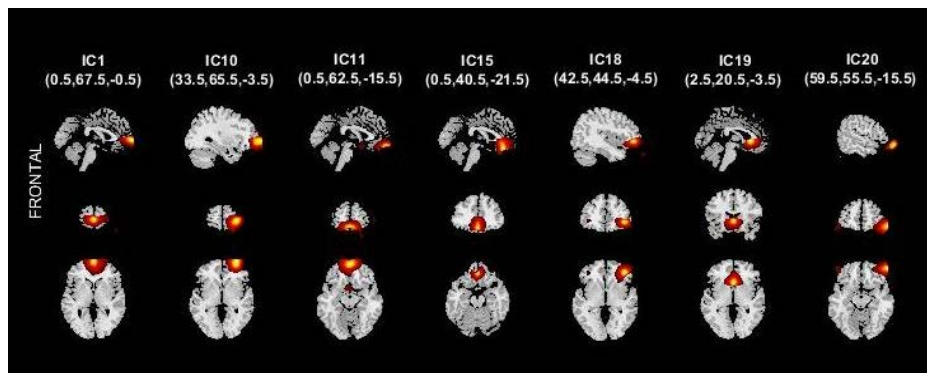 IC1
(0.5,67.5,-0.5)
IC10
(33.5,65.5,-3.5)
IC11
(0.5,62.5,-15.5)
IC15
(0.5,40.5,-21.5)
IC18
(42.5,44.5,-4.5)
IC19
(2.5,20.5,-3.5)
IC20
(59.5,55.5,-15.5)
FRONTAL